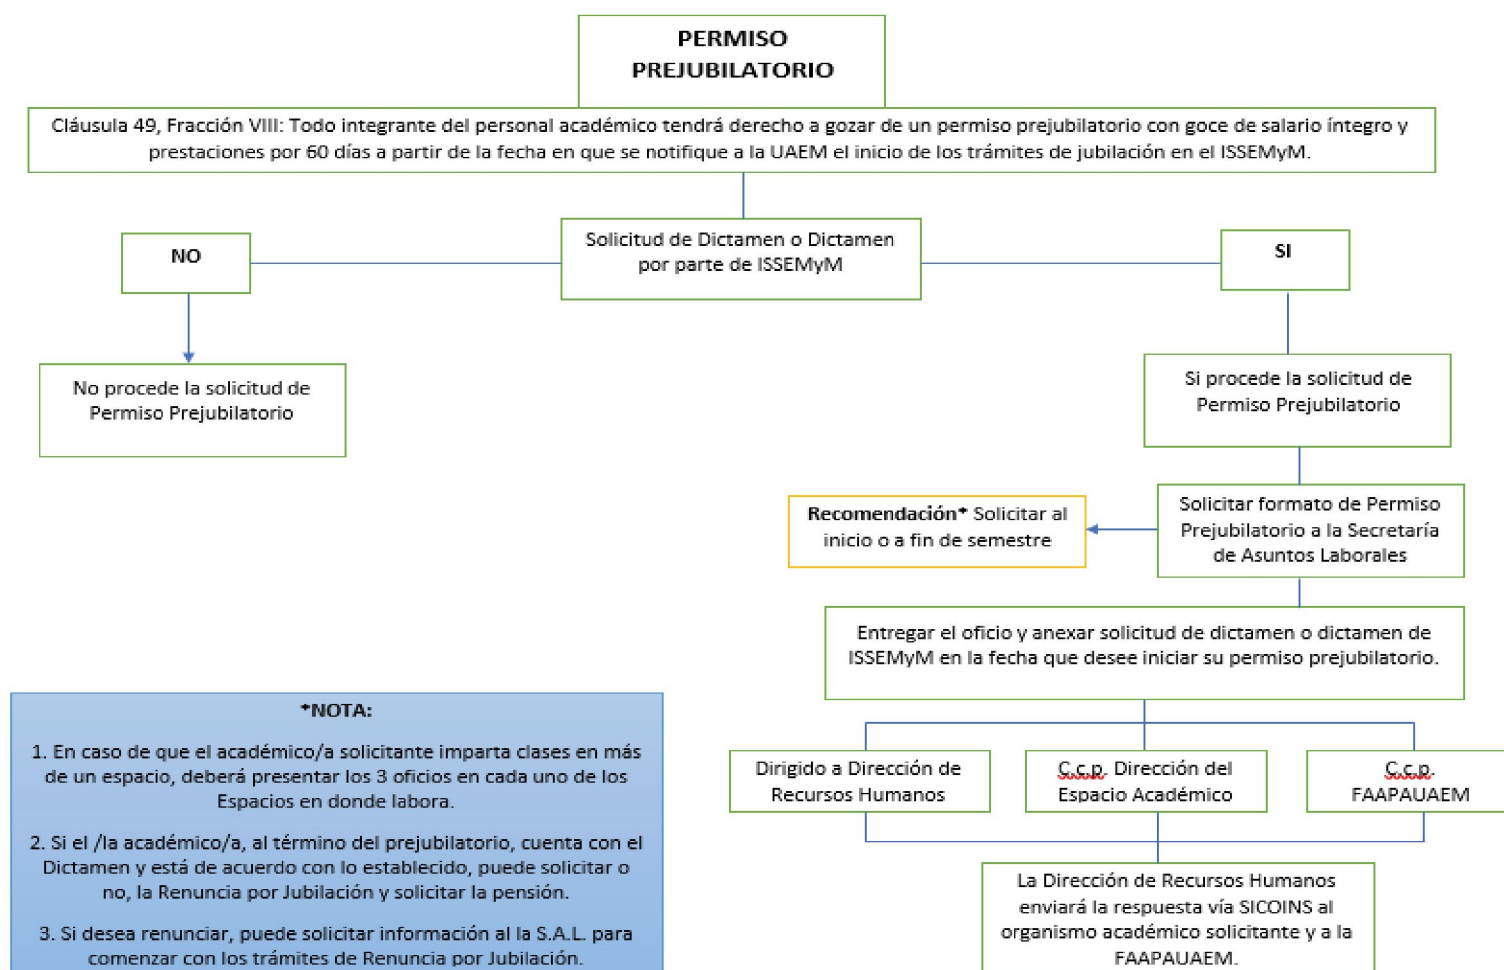 PERMISO
PREJUBILATORIO
Cláusula 49, Fracción VIII: Todo integrante del personal académico tendrá derecho a gozar de un permiso prejubilatorio con goce de salario íntegro y
prestaciones por 60 días a partir de la fecha en que se notifique a la UAEM el inicio de los trámites de jubilación en el ISSEMyM.
Solicitud de Dictamen o Dictamen
por parte de ISSEMyM
NO
SI
No procede la solicitud de
Permiso Prejubilatorio
Si procede la solicitud de
Permiso Prejubilatorio
Solicitar formato de Permiso
Prejubilatorio a la Secretaría
de Asuntos Laborales
Recomendación* Solicitar al
inicio o a fin de semestre
Entregar el oficio y anexar solicitud de dictamen o dictamen de
ISSEMyM en la fecha que desee iniciar su permiso prejubilatorio.
Dirigido a Dirección de
Recursos Humanos
C.c.p. Dirección del
Espacio Académico
C.c.p.
FAAPAUAEM
La Dirección de Recursos Humanos
enviará la respuesta vía SICOINS al
organismo académico solicitante y a la
FAAPAUAEM.
*NOTA:
1. En caso de que el académico/a solicitante imparta clases en más
de un espacio, deberá presentar los 3 oficios en cada uno de los
Espacios en donde labora.
2. Si el /la académico/a, al término del prejubilatorio, cuenta con el
Dictamen y está de acuerdo con lo establecido, puede solicitar o
no, la Renuncia por Jubilación y solicitar la pensión.
3. Si desea renunciar, puede solicitar información al la S.A.L. para
comenzar con los trámites de Renuncia por Jubilación.